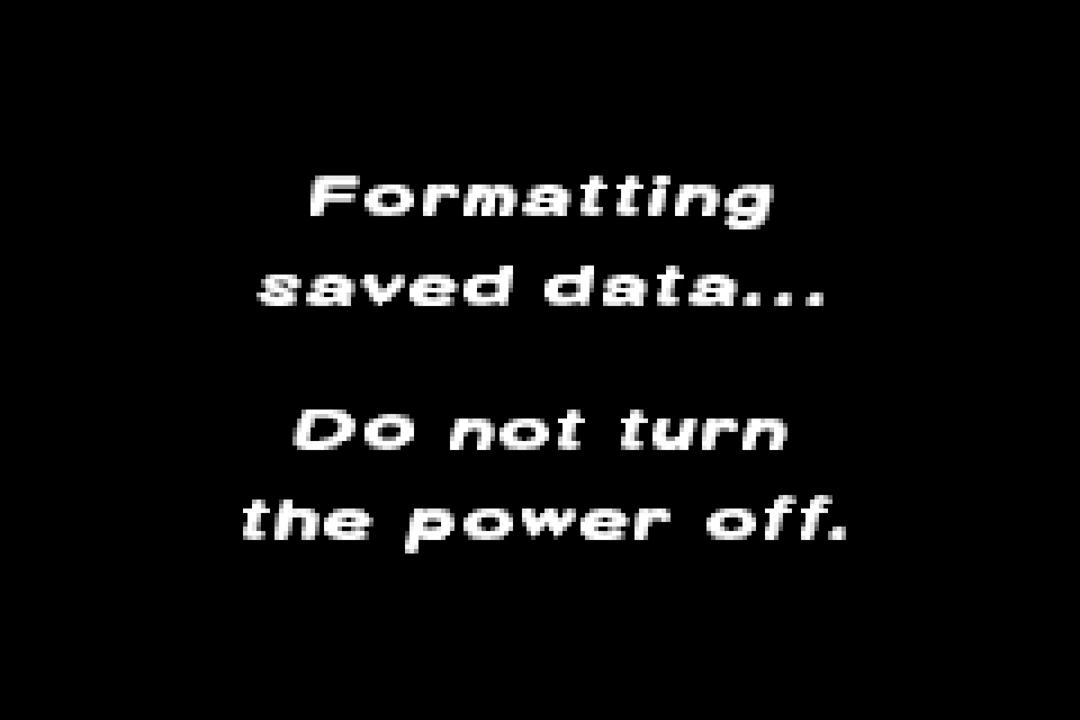 Formatting
saved data...
Do not turn
the power off.